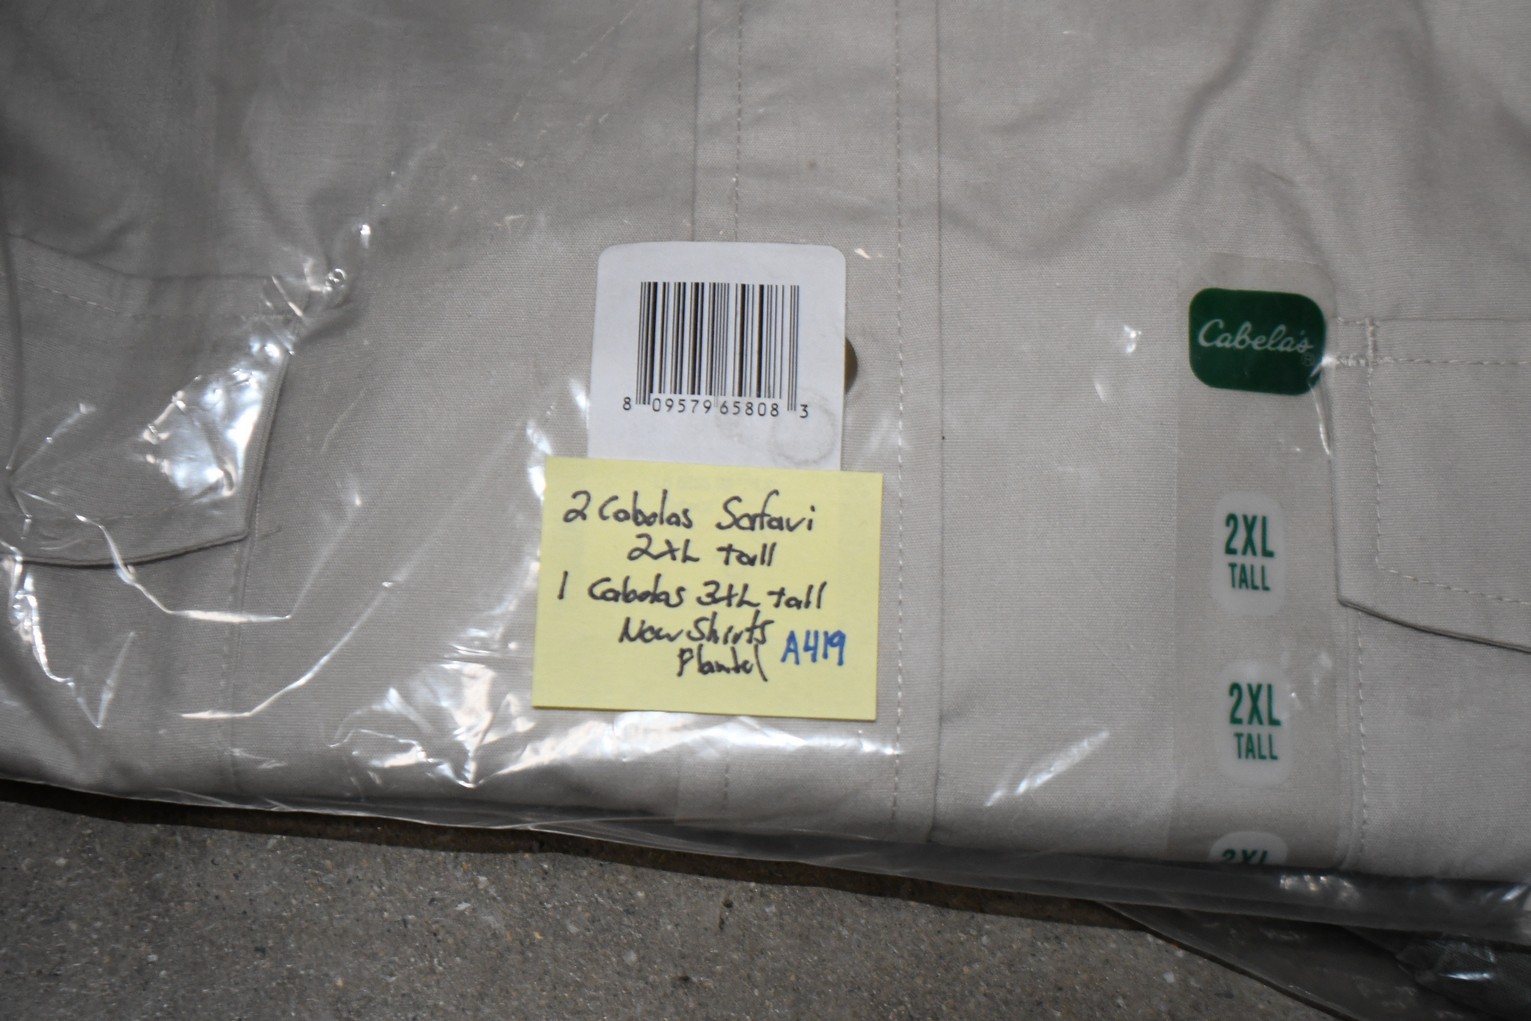 8 09579 65808 3
Cabela's®
2 Cabelas Safari
2XL tall
1 Cabelas 3XL tall
New Shirts
A419
2XL
TALL
2XL
TALL
2XL